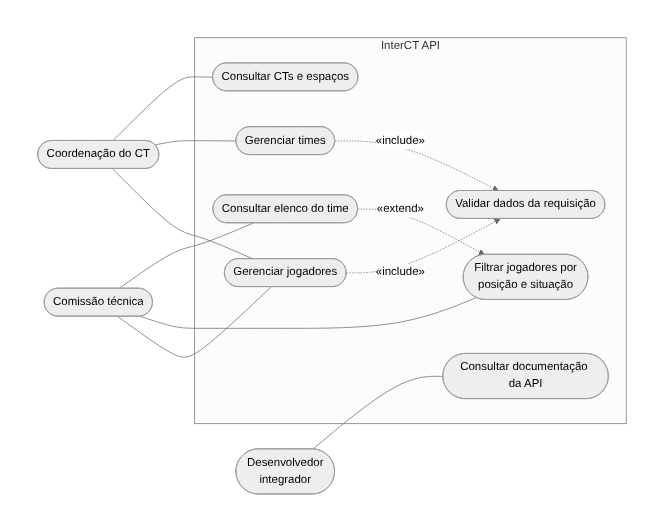 InterCT API
Consultar CTs e espaços
Gerenciar times
«include»
Coordenação do CT
Consultar elenco do time
«extend»
Validar dados da requisição
Gerenciar jogadores
«include»
Filtrar jogadores por
posição e situação
Comissão técnica
Consultar documentação
da API
Desenvolvedor
integrador